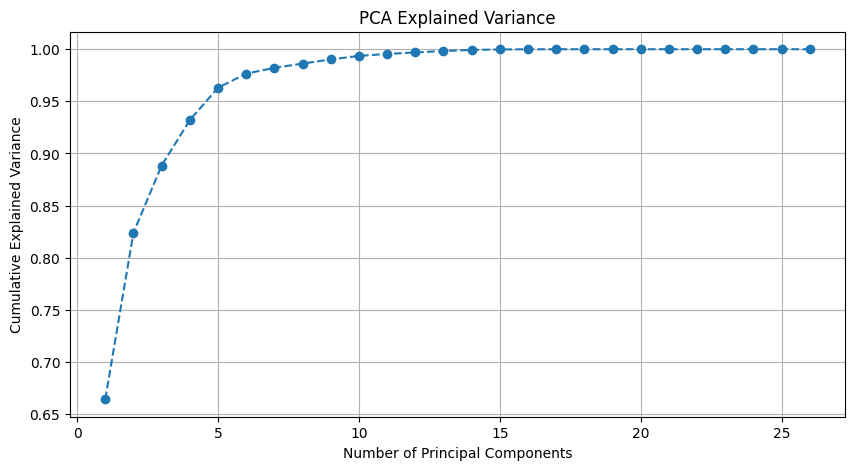 PCA Explained Variance
Cumulative Explained Variance
1.00
0.95
0.90
0.85
0.80
0.75
0.70
0.65
0 5 10 15 20 25
Number of Principal Components